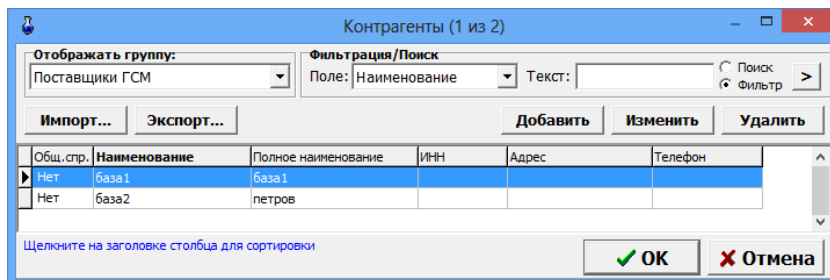 Контрагенты (1 из 2)
Отображать группу:
Поставщики ГСМ
Фильтрация/Поиск
Поле: Наименование Текст:
Поиск
Фильтр
>
Импорт... Экспорт... Добавить Изменить Удалить
Общ.спр. Наименование Полное наименование ИНН Адрес Телефон
Нет база1 база1
Нет база2 петров
Щелкните на заголовке столбца для сортировки
OK Отмена